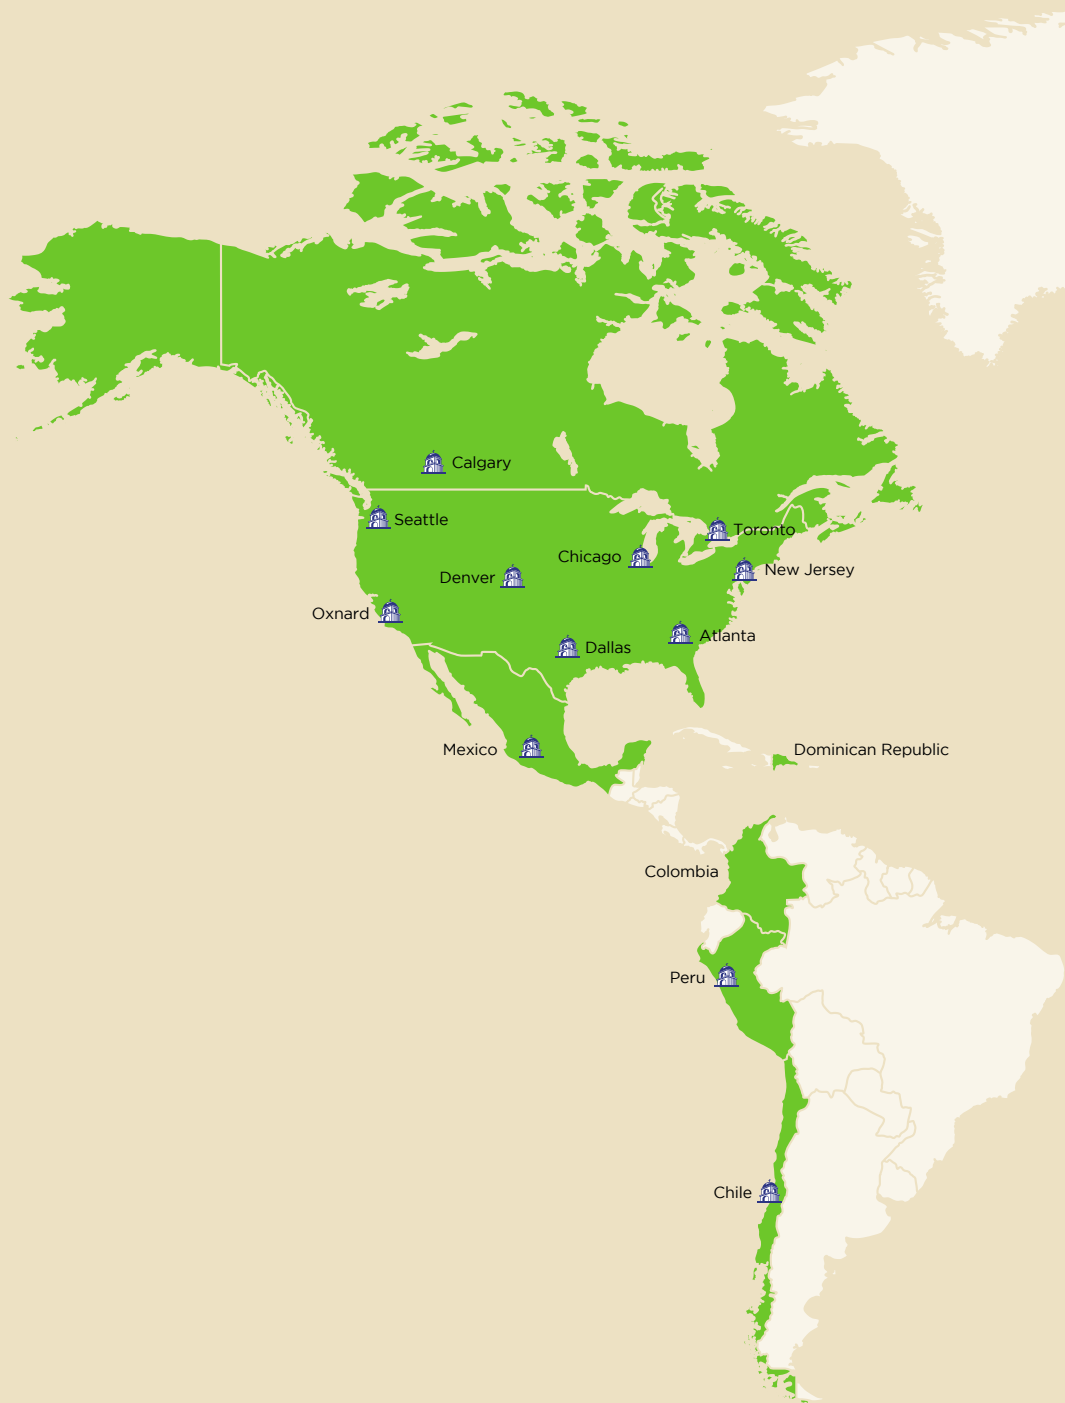 Calgary
Seattle
Toronto
Chicago
New Jersey
Denver
Oxnard
Atlanta
Dallas
Mexico
Dominican Republic
Colombia
Peru
Chile